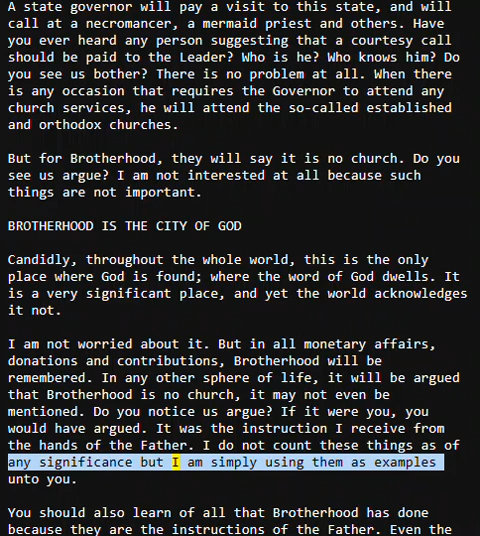 A state governor will pay a visit to this state, and will
call at a necromancer, a mermaid priest and others. Have
you ever heard any person suggesting that a courtesy call
should be paid to the Leader? Who is he? Who knows him? Do
you see us bother? There is no problem at all. When there
is any occasion that requires the Governor to attend any
church services, he will attend the so-called established
and orthodox churches.
But for Brotherhood, they will say it is no church. Do you
see us argue? I am not interested at all because such
things are not important.
BROTHERHOOD IS THE CITY OF GOD
Candidly, throughout the whole world, this is the only
place where God is found; where the word of God dwells. It
is a very significant place, and yet the world acknowledges
it not.
I am not worried about it. But in all monetary affairs,
donations and contributions, Brotherhood will be
remembered. In any other sphere of life, it will be argued
that Brotherhood is no church, it may not even be
mentioned. Do you notice us argue? If it were you, you
would have argued. It was the instruction I receive from
the hands of the Father. I do not count these things as of
any significance but I am simply using them as examples
unto you.
You should also learn of all that Brotherhood has done
because they are the instructions of the Father. Even the